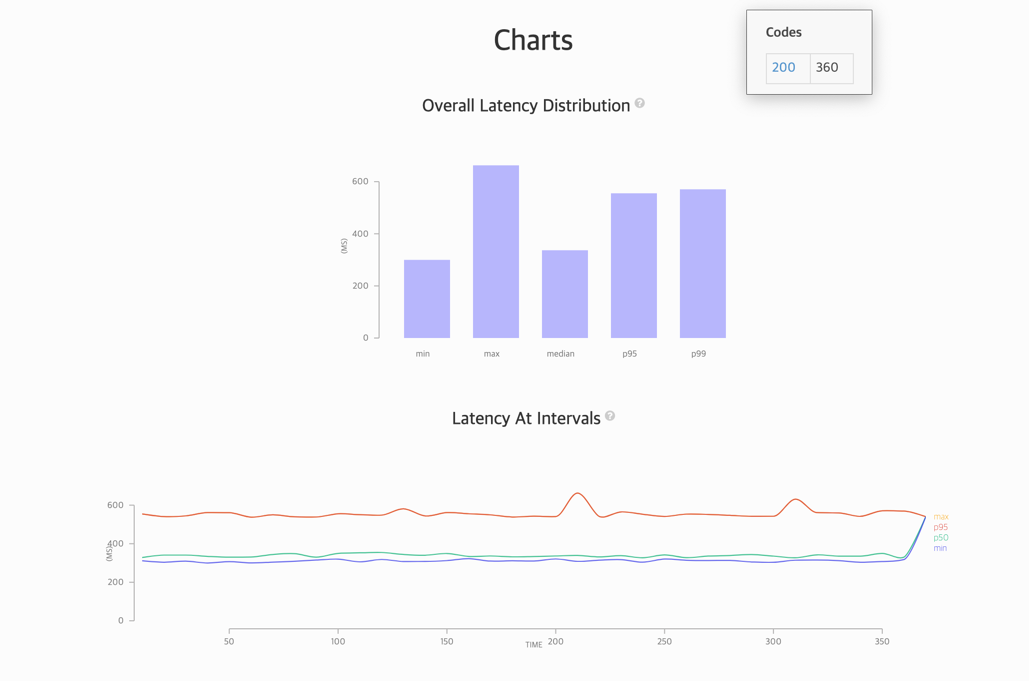 Charts
Codes
200 360
Overall Latency Distribution ?
600
400
(MS)
200
0
min max median p95 p99
Latency At Intervals ?
600
400
(MS)
200
0
max
p95
p50
min
50 100 150 200 250 300 350
TIME